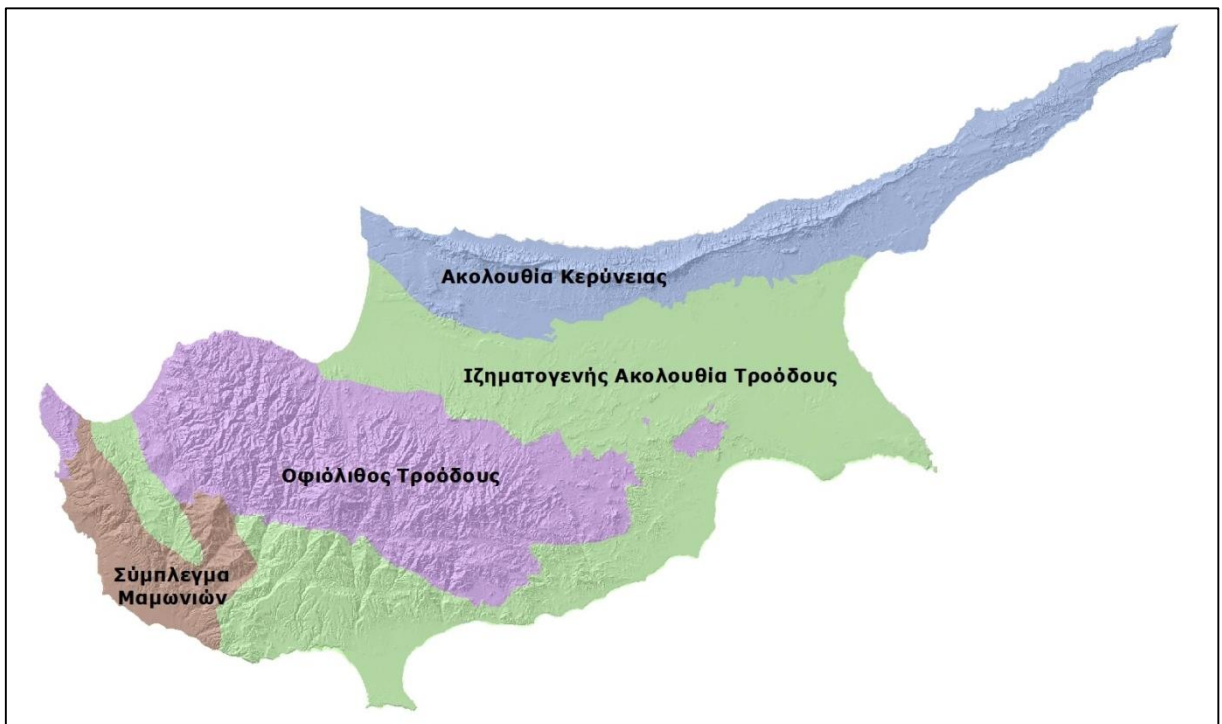 Ακολουθία Κερύνειας
Ιζηματογενής Ακολουθία Τροόδους
Οφιόλιθος Τροόδους
Σύμπλεγμα
Μαμωνιών